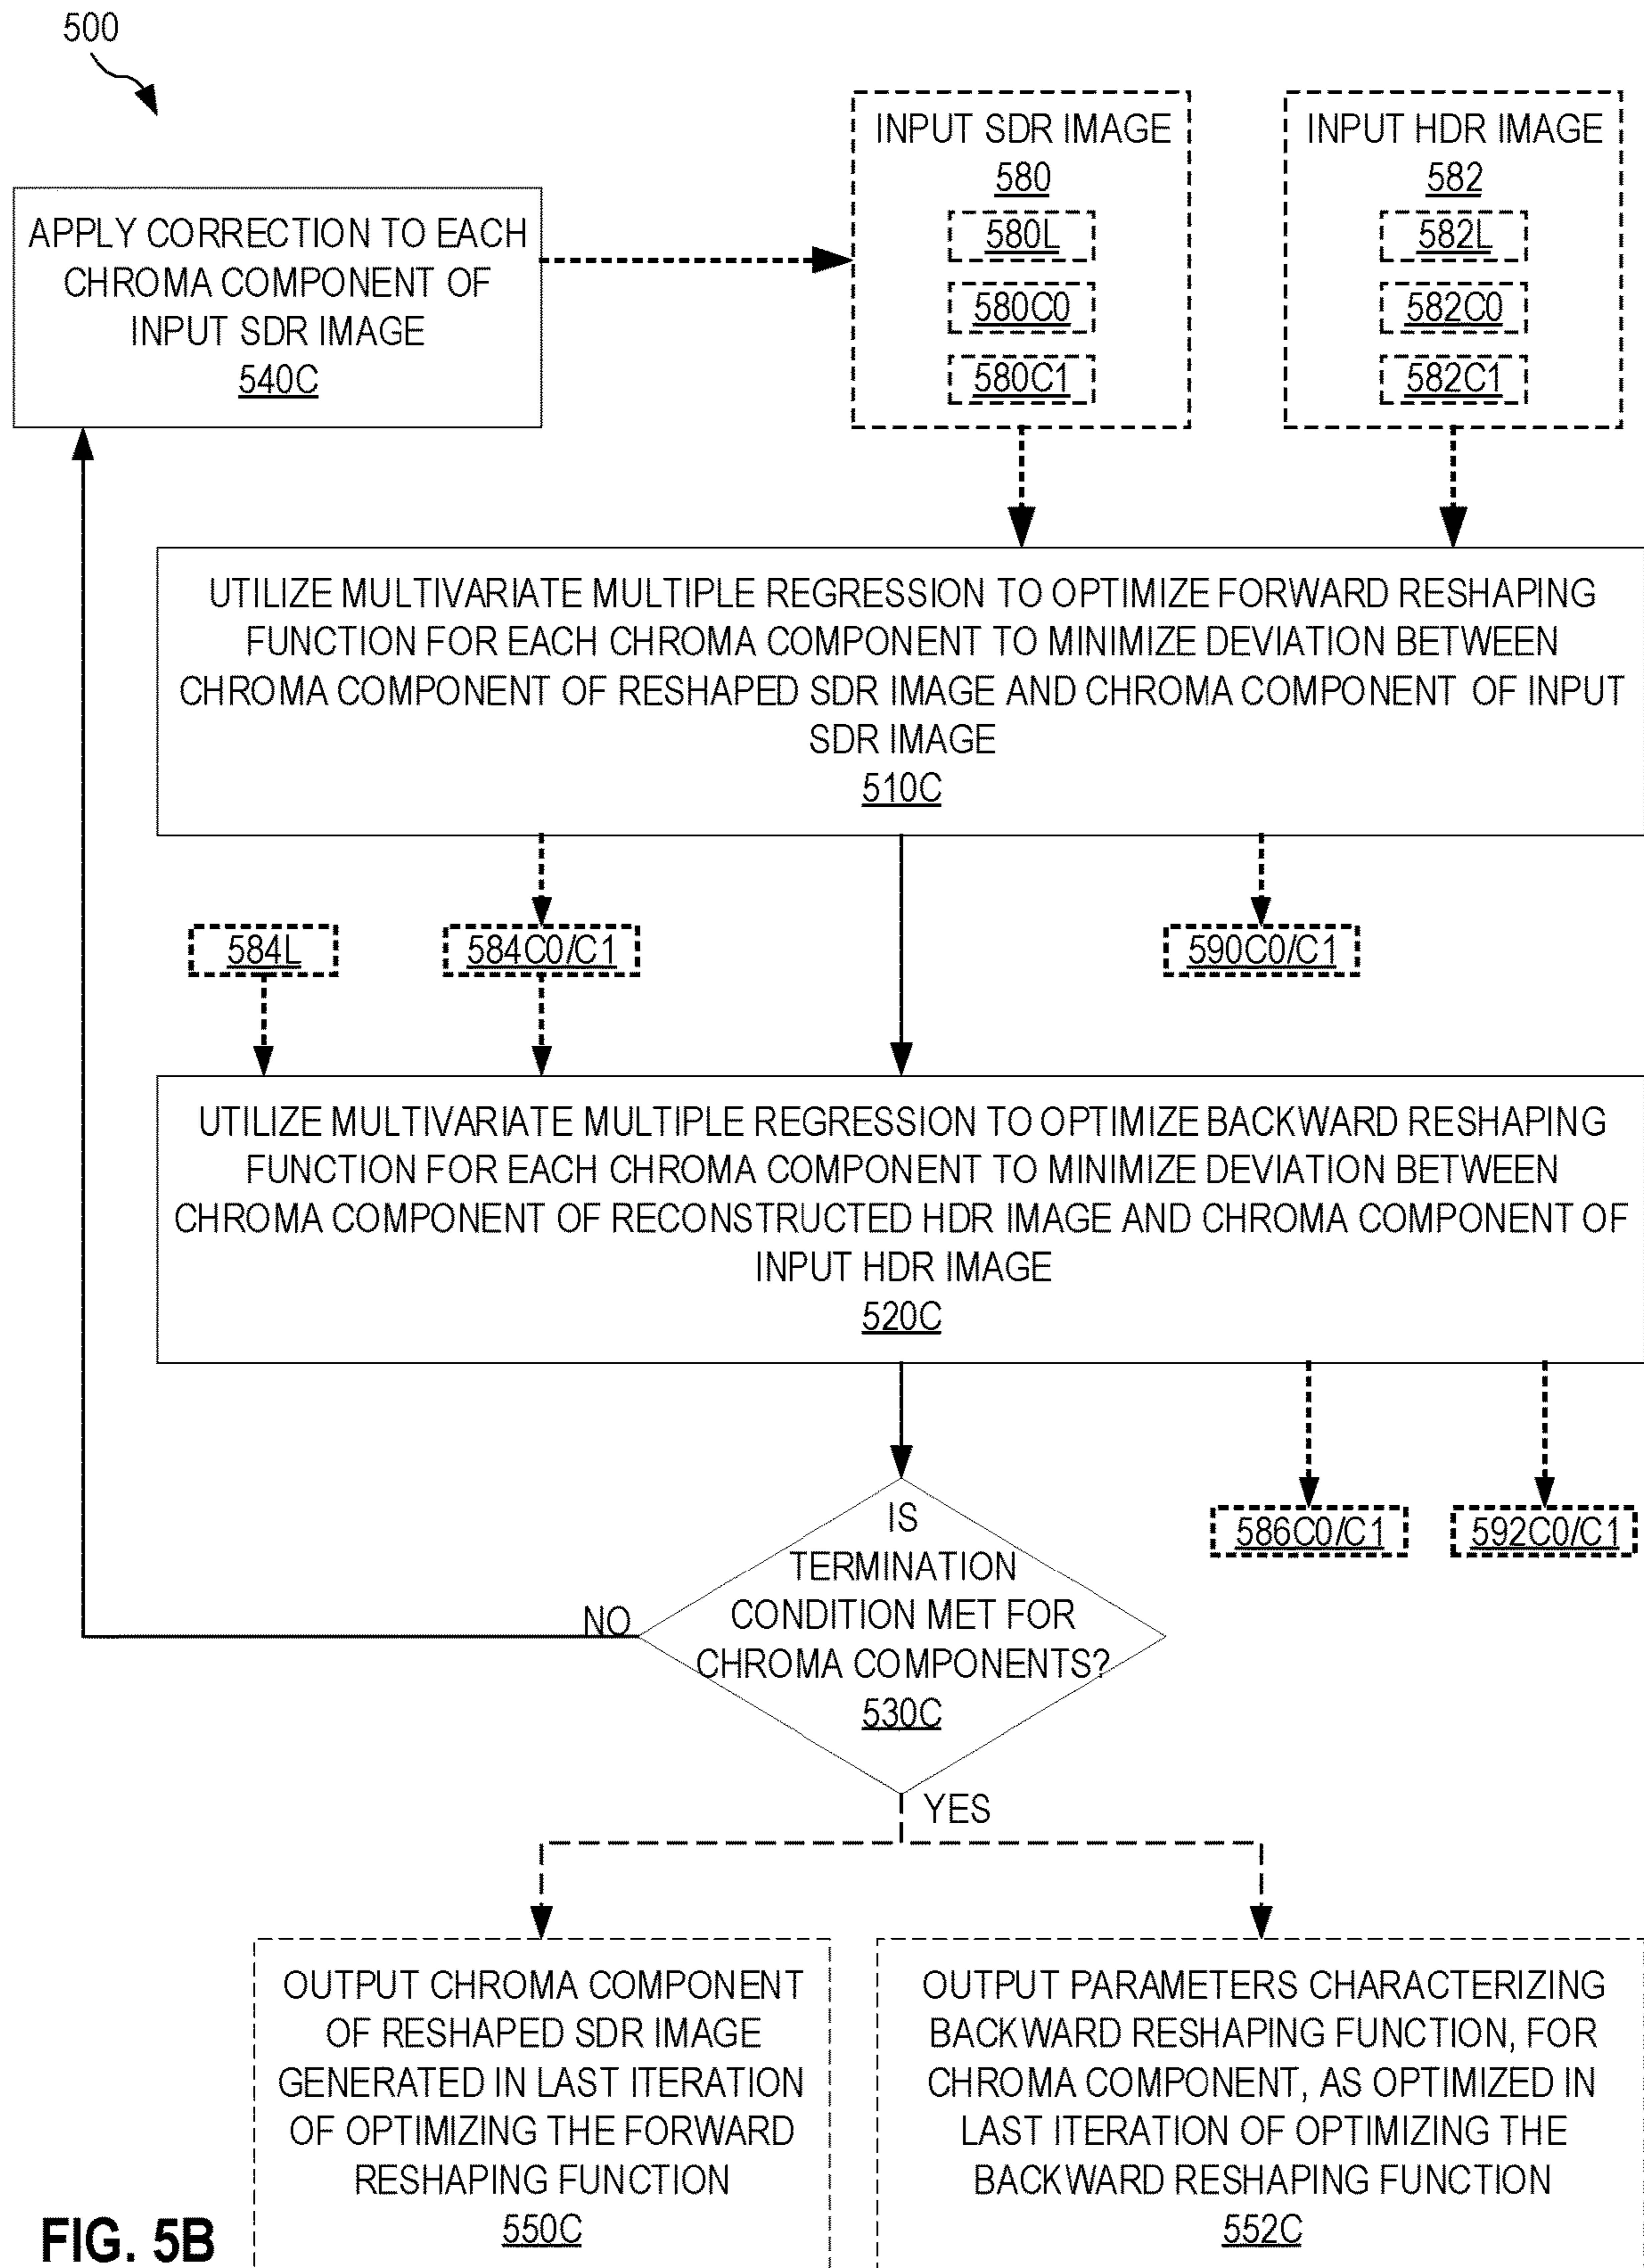 500
INPUT SDR IMAGE
580
580L
580C0
580C1
INPUT HDR IMAGE
582
582L
582C0
582C1
APPLY CORRECTION TO EACH
CHROMA COMPONENT OF
INPUT SDR IMAGE
540C
UTILIZE MULTIVARIATE MULTIPLE REGRESSION TO OPTIMIZE FORWARD RESHAPING
FUNCTION FOR EACH CHROMA COMPONENT TO MINIMIZE DEVIATION BETWEEN
CHROMA COMPONENT OF RESHAPED SDR IMAGE AND CHROMA COMPONENT OF INPUT
SDR IMAGE
510C
584L
584C0/C1
590C0/C1
UTILIZE MULTIVARIATE MULTIPLE REGRESSION TO OPTIMIZE BACKWARD RESHAPING
FUNCTION FOR EACH CHROMA COMPONENT TO MINIMIZE DEVIATION BETWEEN
CHROMA COMPONENT OF RECONSTRUCTED HDR IMAGE AND CHROMA COMPONENT OF
INPUT HDR IMAGE
520C
586C0/C1
592C0/C1
IS
TERMINATION
CONDITION MET FOR
CHROMA COMPONENTS?
530C
NO
YES
OUTPUT CHROMA COMPONENT
OF RESHAPED SDR IMAGE
GENERATED IN LAST ITERATION
OF OPTIMIZING THE FORWARD
RESHAPING FUNCTION
550C
OUTPUT PARAMETERS CHARACTERIZING
BACKWARD RESHAPING FUNCTION, FOR
CHROMA COMPONENT, AS OPTIMIZED IN
LAST ITERATION OF OPTIMIZING THE
BACKWARD RESHAPING FUNCTION
552C
FIG. 5B